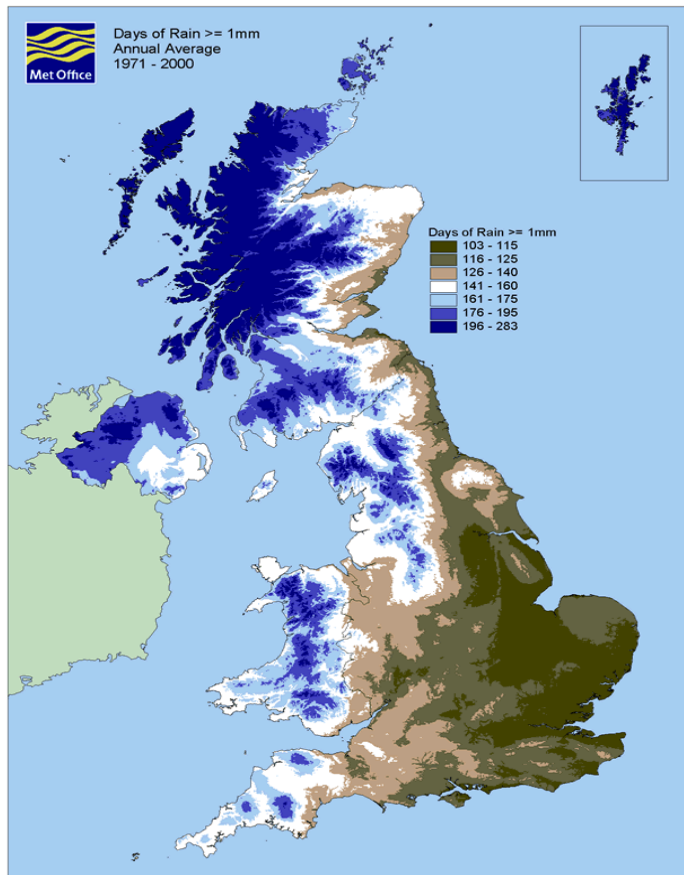 Met Office
Days of Rain >= 1mm
Annual Average
1971 - 2000
Days of Rain >= 1mm
103 - 115
116 - 125
126 - 140
141 - 160
161 - 175
176 - 195
196 - 283